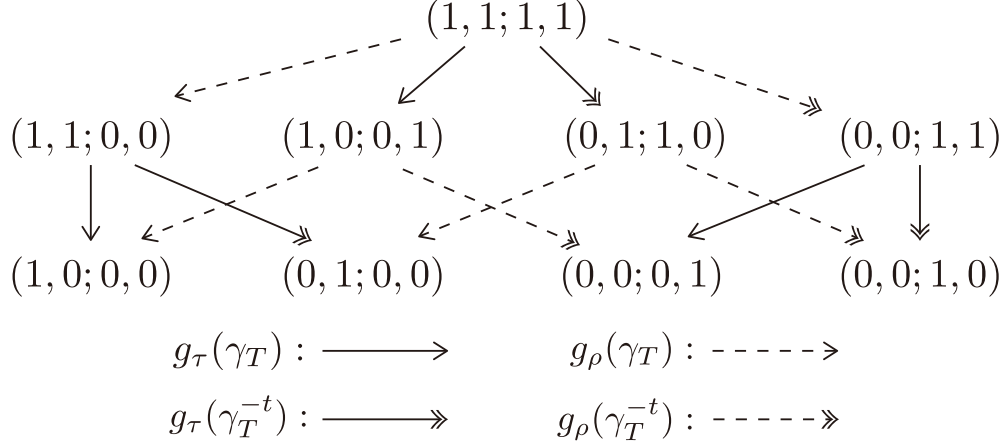 (1, 1; 1, 1)
(1, 1; 0, 0) (1, 0; 0, 1) (0, 1; 1, 0) (0, 0; 1, 1)
(1, 0; 0, 0) (0, 1; 0, 0) (0, 0; 0, 1) (0, 0; 1, 0)
g_τ(γ_T) : g_ρ(γ_T) :
g_τ(γ_T^{-t}) : g_ρ(γ_T^{-t}) :